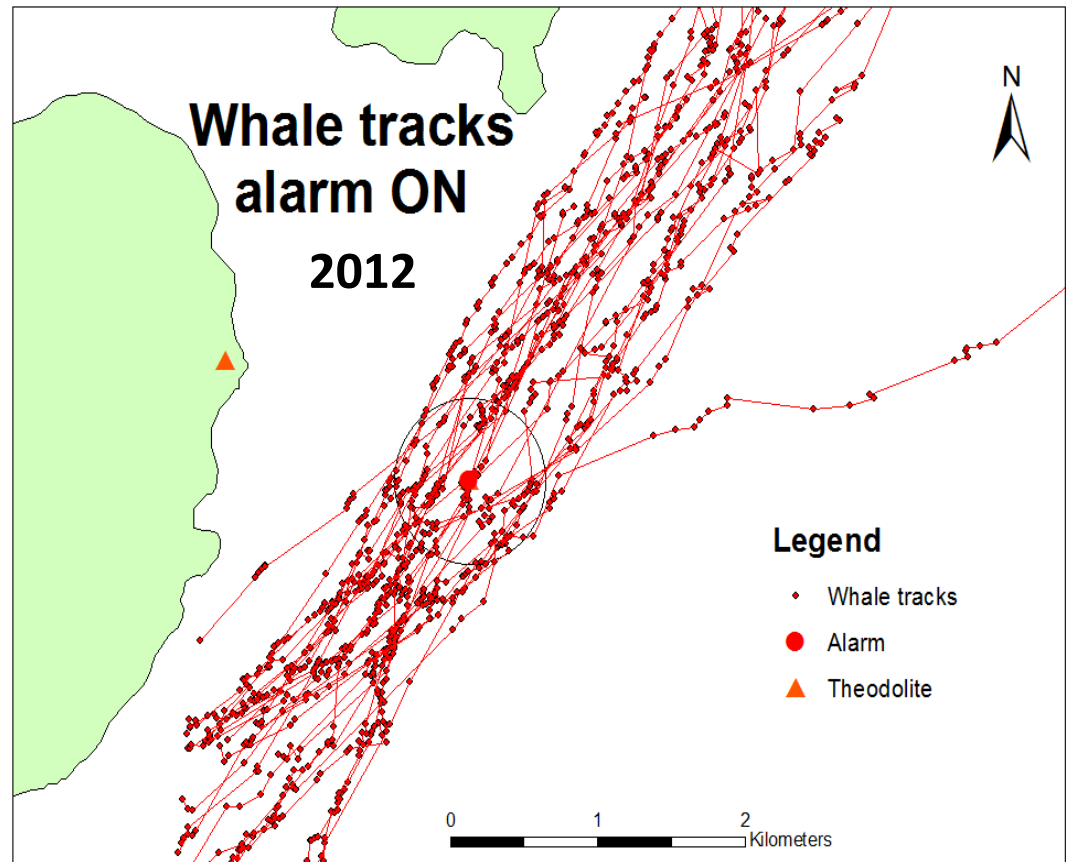 Whale tracks
alarm ON
2012
N
Legend
Whale tracks
Alarm
Theodolite
0 1 2
Kilometers